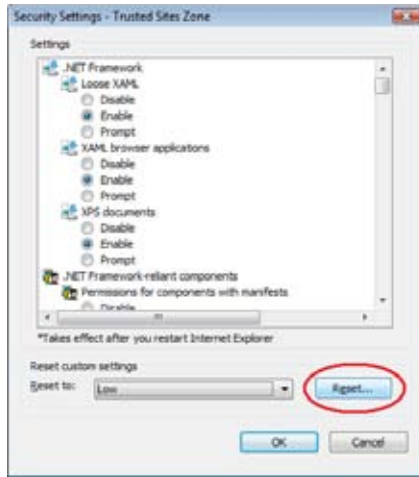 Security Settings - Trusted Sites Zone
Settings
.NET Framework
Loose XAML
Disable
Enable
Prompt
XAML browser applications
Disable
Enable
Prompt
XPS documents
Disable
Enable
Prompt
.NET Framework-reliant components
Permissions for components with manifests
Disable
*Takes effect after you restart Internet Explorer
Reset custom settings
Reset to: Low Reset...
OK Cancel